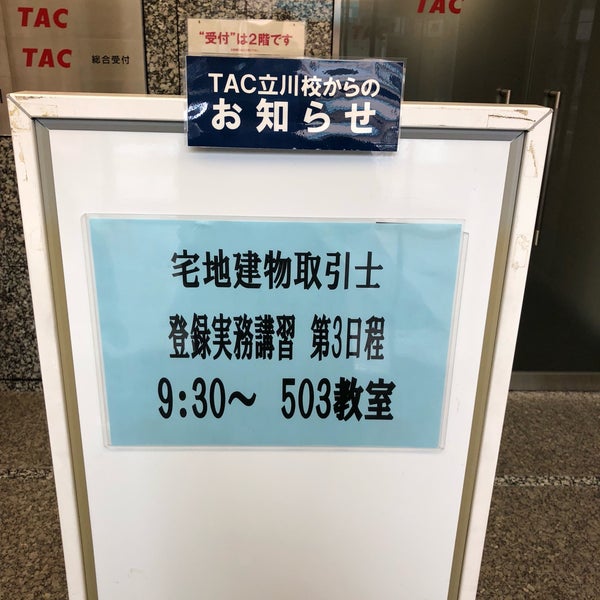 TAC
TAC 総合受付
TAC
"受付"は2階です
TAC立川校からの
お知らせ
宅地建物取引士
登録実務講習 第3日程
9:30～ 503教室